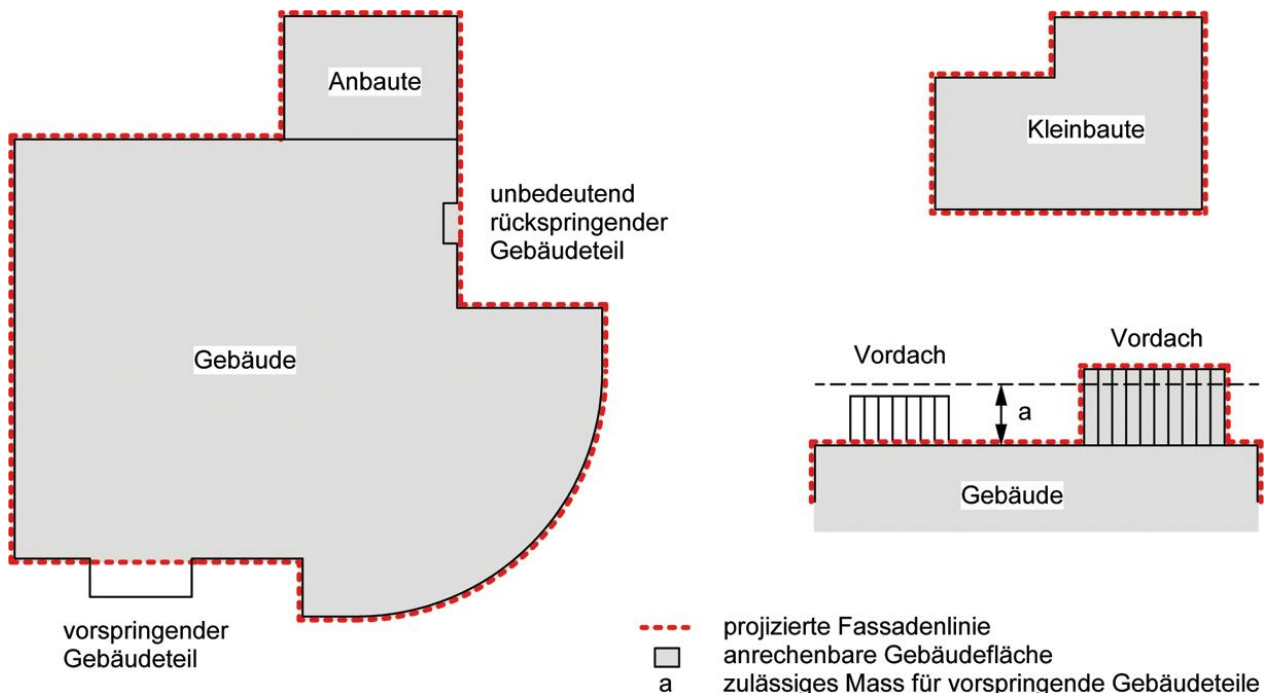 Anbaute
Kleinbaute
unbedeutend
rückspringender
Gebäudeteil
Gebäude
Vordach
Vordach
a
Gebäude
vorspringender
Gebäudeteil
projizierte Fassadenlinie
anrechenbare Gebäudefläche
a zulässiges Mass für vorspringende Gebäudeteile